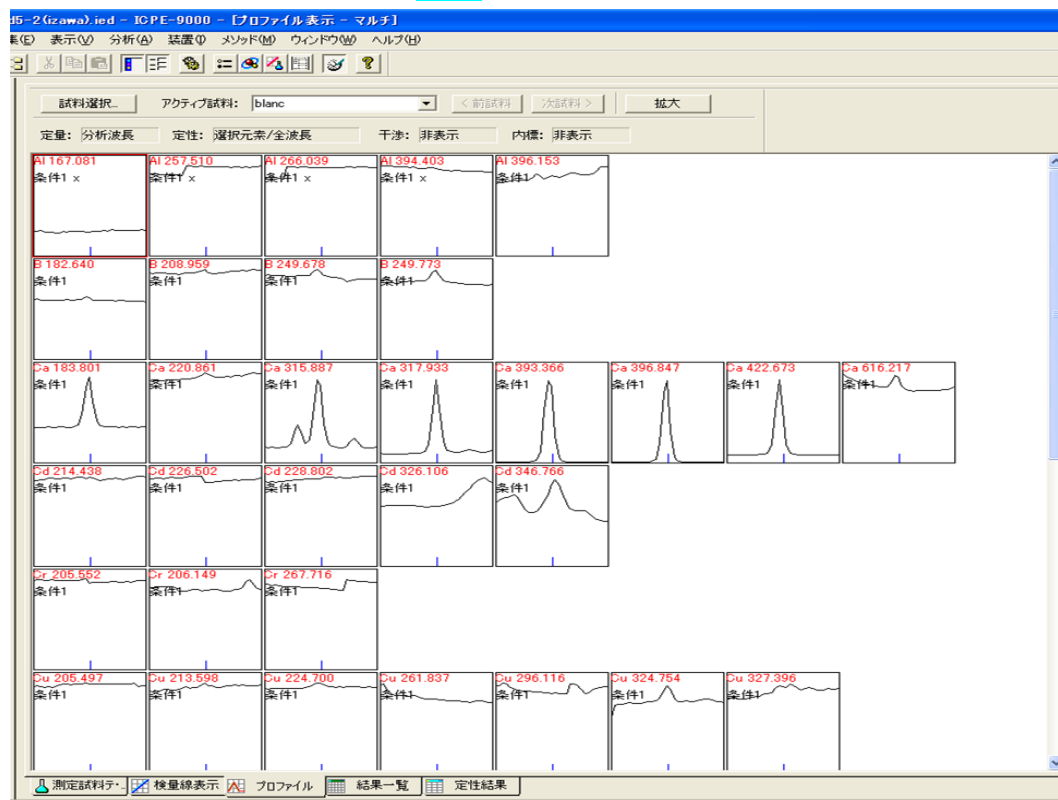 d5-2(izawa).ied - ICPE-9000 - [プロファイル表示 - マルチ]
集(E) 表示(V) 分析(A) 装置(I) メソッド(M) ウィンドウ(W) ヘルプ(H)
試料選択... アクティブ試料: blanc < 前試料 次試料 > 拡大
定量: 分析波長 定性: 選択元素/全波長 干渉: 非表示 内標: 非表示
Al 167.081 Al 257.510 Al 266.039 Al 394.403 Al 396.153
条件1 x 条件1 x 条件1 x 条件1 x 条件1
B 182.640 B 208.959 B 249.678 B 249.773
条件1 条件1 条件1 条件1
Ca 183.801 Ca 220.861 Ca 315.887 Ca 317.933 Ca 393.366 Ca 396.847 Ca 422.673 Ca 616.217
条件1 条件1 条件1 条件1 条件1 条件1 条件1 条件1
Cd 214.438 Cd 226.502 Cd 228.802 Cd 326.106 Cd 346.766
条件1 条件1 条件1 条件1 条件1
Cr 205.552 Cr 206.149 Cr 267.716
条件1 条件1 条件1
Cu 205.497 Cu 213.598 Cu 224.700 Cu 261.837 Cu 296.116 Cu 324.754 Cu 327.396
条件1 条件1 条件1 条件1 条件1 条件1 条件1
測定試料テ... 検量線表示 プロファイル 結果一覧 定性結果